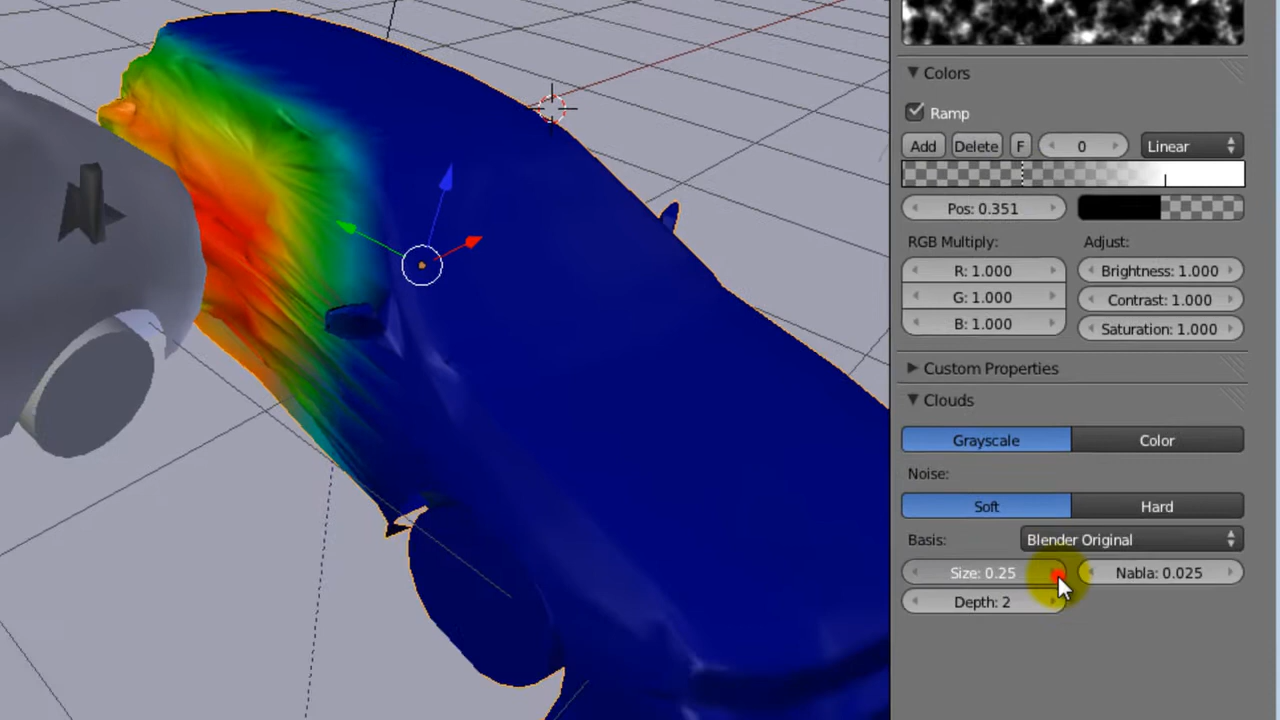 Colors
Ramp
Add Delete F 0 Linear
Pos: 0.351
RGB Multiply: Adjust:
R: 1.000 Brightness: 1.000
G: 1.000 Contrast: 1.000
B: 1.000 Saturation: 1.000
Custom Properties
Clouds
Grayscale Color
Noise:
Soft Hard
Basis: Blender Original
Size: 0.25 Nabla: 0.025
Depth: 2